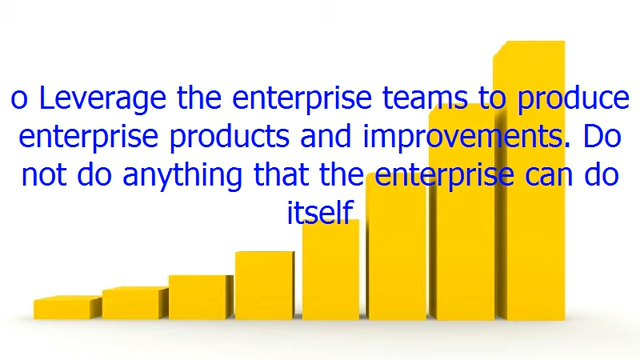 o Leverage the enterprise teams to produce
enterprise products and improvements. Do
not do anything that the enterprise can do
itself